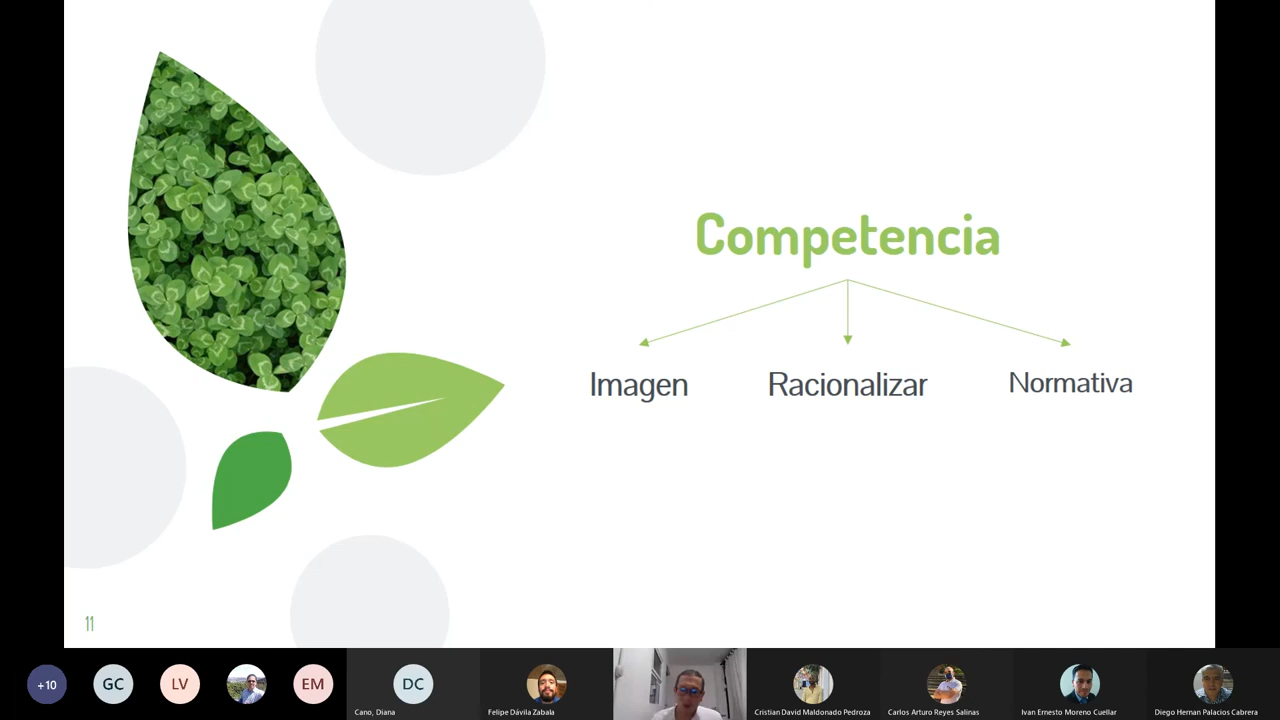 Competencia
Imagen
Racionalizar
Normativa
11
+10
GC
LV
EM
DC
Cano, Diana
Felipe Dávila Zabala
Cristian David Maldonado Pedroza
Carlos Arturo Reyes Salinas
Ivan Ernesto Moreno Cuellar
Diego Hernan Palacios Cabrera